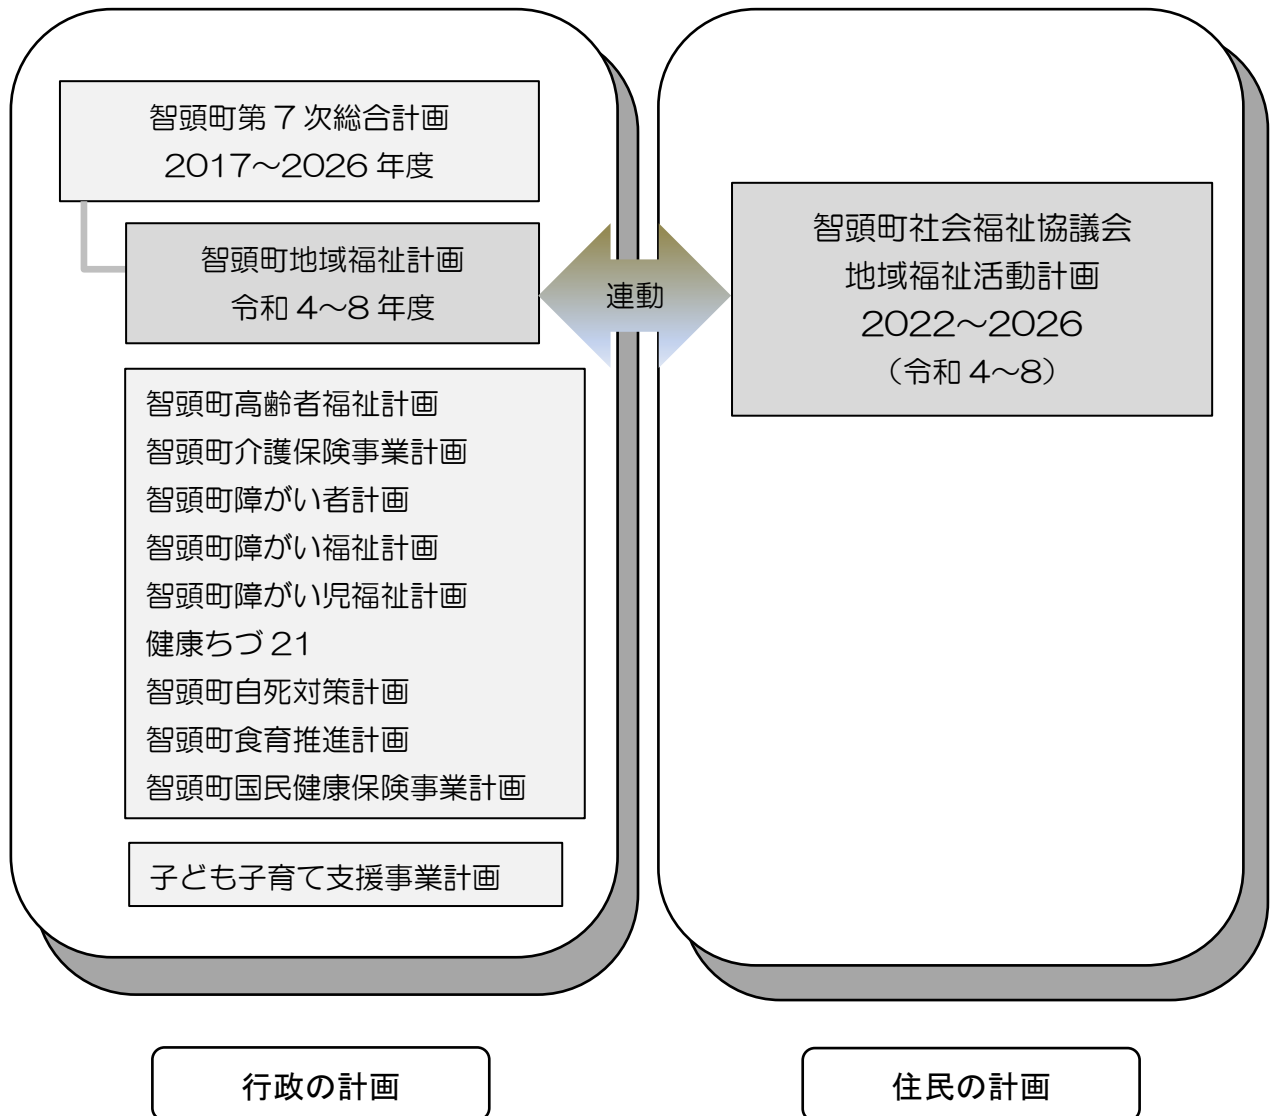 智頭町第7次総合計画
2017～2026年度
智頭町地域福祉計画
令和4～8年度
智頭町高齢者福祉計画
智頭町介護保険事業計画
智頭町障がい者計画
智頭町障がい福祉計画
智頭町障がい児福祉計画
健康ちづ21
智頭町自死対策計画
智頭町食育推進計画
智頭町国民健康保険事業計画
子ども子育て支援事業計画
連動
智頭町社会福祉協議会
地域福祉活動計画
2022～2026
（令和4～8）
行政の計画
住民の計画